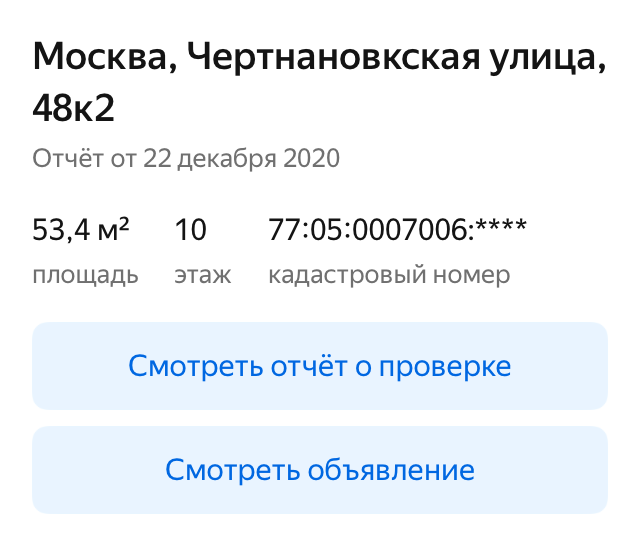 Москва, Чертнановкская улица,
48к2
Отчёт от 22 декабря 2020
53,4 м² 10 77:05:0007006:****
площадь этаж кадастровый номер
Смотреть отчёт о проверке
Смотреть объявление